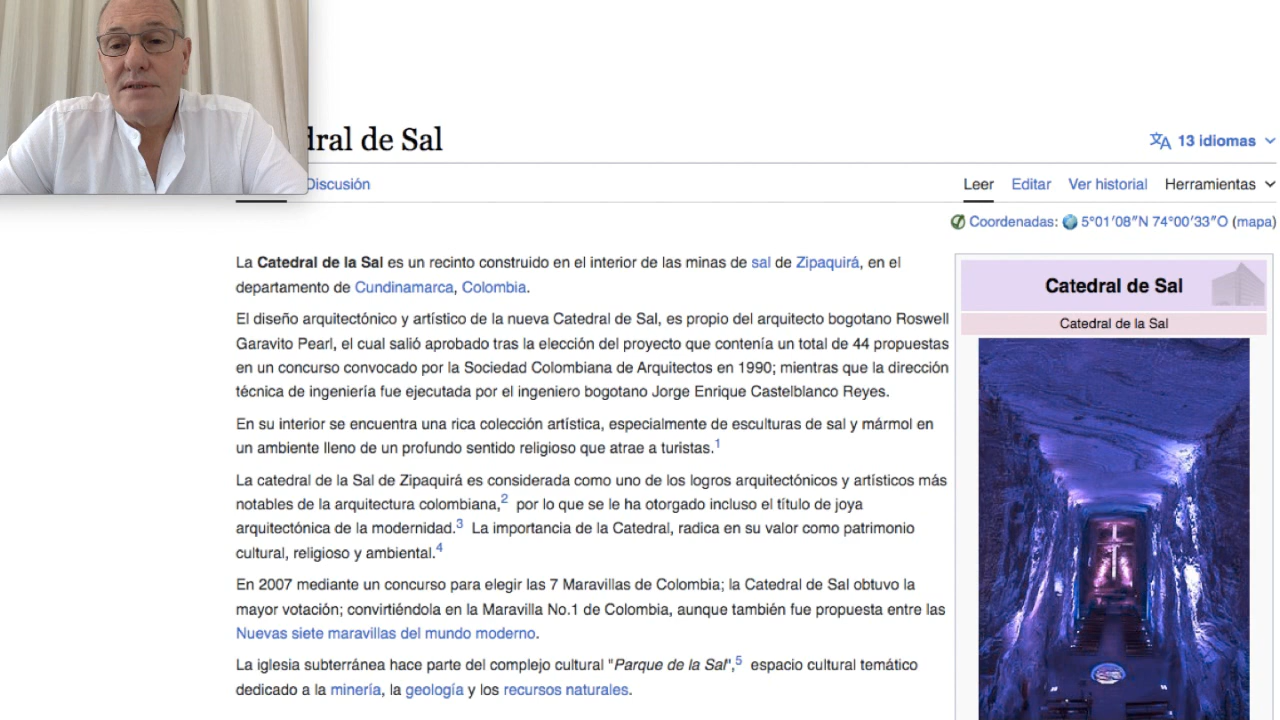 dral de Sal
13 idiomas
Discusión
Leer Editar Ver historial Herramientas
Coordenadas: 5°01′08″N 74°00′33″O (mapa)
La Catedral de la Sal es un recinto construido en el interior de las minas de sal de Zipaquirá, en el
departamento de Cundinamarca, Colombia.
El diseño arquitectónico y artístico de la nueva Catedral de Sal, es propio del arquitecto bogotano Roswell
Garavito Pearl, el cual salió aprobado tras la elección del proyecto que contenía un total de 44 propuestas
en un concurso convocado por la Sociedad Colombiana de Arquitectos en 1990; mientras que la dirección
técnica de ingeniería fue ejecutada por el ingeniero bogotano Jorge Enrique Castelblanco Reyes.
En su interior se encuentra una rica colección artística, especialmente de esculturas de sal y mármol en
un ambiente lleno de un profundo sentido religioso que atrae a turistas.1
La catedral de la Sal de Zipaquirá es considerada como uno de los logros arquitectónicos y artísticos más
notables de la arquitectura colombiana,2 por lo que se le ha otorgado incluso el título de joya
arquitectónica de la modernidad.3 La importancia de la Catedral, radica en su valor como patrimonio
cultural, religioso y ambiental.4
En 2007 mediante un concurso para elegir las 7 Maravillas de Colombia; la Catedral de Sal obtuvo la
mayor votación; convirtiéndola en la Maravilla No.1 de Colombia, aunque también fue propuesta entre las
Nuevas siete maravillas del mundo moderno.
La iglesia subterránea hace parte del complejo cultural "Parque de la Sal",5 espacio cultural temático
dedicado a la minería, la geología y los recursos naturales.
Catedral de Sal
Catedral de la Sal